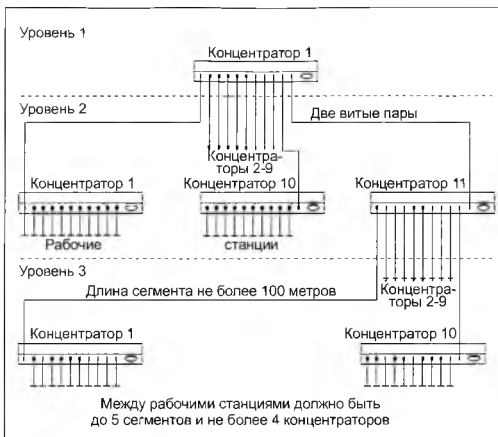 Уровень 1
Концентратор 1
Уровень 2
Две витые пары
Концентра-
торы 2-9
Концентратор 1
Концентратор 10
Концентратор 11
Рабочие
станции
Уровень 3
Длина сегмента не более 100 метров
Концентра-
торы 2-9
Концентратор 1
Концентратор 10
Между рабочими станциями должно быть
до 5 сегментов и не более 4 концентраторов